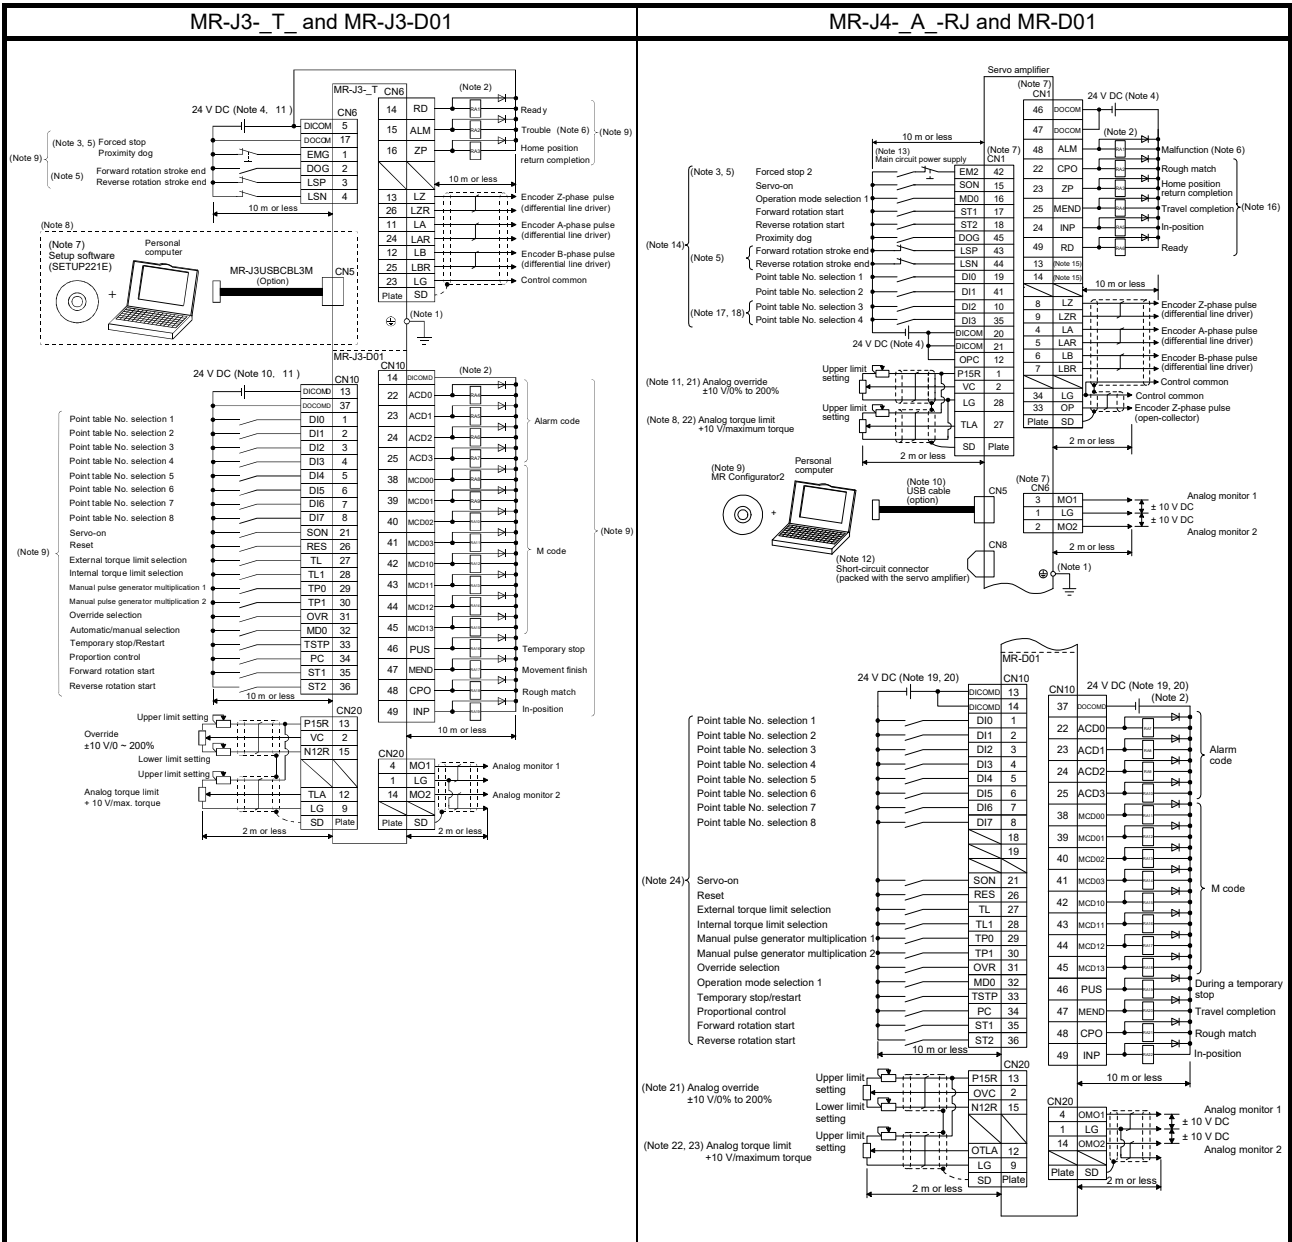 MR-J3-_T_ and MR-J3-D01
MR-J3-_T
CN6
24 V DC (Note 4, 11 )
CN6
DICOM 5
DOCOM 17
EMG 1
DOG 2
LSP 3
LSN 4
(Note 9)
(Note 3, 5) Forced stop
Proximity dog
(Note 5)
Forward rotation stroke end
Reverse rotation stroke end
10 m or less
(Note 2)
14 RD RA1 Ready
15 ALM RA2 Trouble (Note 6)
16 ZP RA3 Home position
return completion
(Note 9)
10 m or less
13 LZ Encoder Z-phase pulse
26 LZR (differential line driver)
11 LA Encoder A-phase pulse
24 LAR (differential line driver)
12 LB Encoder B-phase pulse
25 LBR (differential line driver)
23 LG Control common
Plate SD
(Note 8)
(Note 7)
Setup software
(SETUP221E)
+
Personal
computer
MR-J3USBCBL3M
(Option)
CN5
(Note 1)
MR-J3-D01
24 V DC (Note 10, 11 )
CN10
DICOMD 13
DOCOMD 37
Point table No. selection 1 DI0 1
Point table No. selection 2 DI1 2
Point table No. selection 3 DI2 3
Point table No. selection 4 DI3 4
Point table No. selection 5 DI4 5
Point table No. selection 6 DI5 6
Point table No. selection 7 DI6 7
Point table No. selection 8 DI7 8
Servo-on SON 21
(Note 9)
Reset RES 26
External torque limit selection TL 27
Internal torque limit selection TL1 28
Manual pulse generator multiplication 1 TP0 29
Manual pulse generator multiplication 2 TP1 30
Override selection OVR 31
Automatic/manual selection MD0 32
Temporary stop/Restart TSTP 33
Proportion control PC 34
Forward rotation start ST1 35
Reverse rotation start ST2 36
10 m or less
CN10
14 DICOMD
(Note 2)
22 ACD0
23 ACD1
24 ACD2
25 ACD3
Alarm code
38 MCD00
39 MCD01
40 MCD02
41 MCD03
42 MCD10
43 MCD11
44 MCD12
45 MCD13
M code
(Note 9)
46 PUS Temporary stop
47 MEND Movement finish
48 CPO Rough match
49 INP In-position
10 m or less
CN20
Upper limit setting P15R 13
Override VC 2
±10 V/0 ~ 200% N12R 15
Lower limit setting
Upper limit setting
Analog torque limit TLA 12
+ 10 V/max. torque LG 9
SD Plate
2 m or less
CN20
4 MO1 Analog monitor 1
1 LG
14 MO2 Analog monitor 2
Plate SD
2 m or less
MR-J4-_A_-RJ and MR-D01
Servo amplifier
(Note 7)
CN1
24 V DC (Note 4)
46 DOCOM
47 DOCOM
(Note 2)
48 ALM Malfunction (Note 6)
22 CPO Rough match
23 ZP Home position
return completion
25 MEND Travel completion
(Note 16)
24 INP In-position
49 RD Ready
13 (Note 15)
14 (Note 15)
10 m or less
8 LZ Encoder Z-phase pulse
9 LZR (differential line driver)
4 LA Encoder A-phase pulse
5 LAR (differential line driver)
6 LB Encoder B-phase pulse
7 LBR (differential line driver)
Control common
34 LG Control common
33 OP Encoder Z-phase pulse
Plate SD (open-collector)
2 m or less
10 m or less
(Note 13)
Main circuit power supply
(Note 7)
CN1
(Note 3, 5) Forced stop 2 EM2 42
Servo-on SON 15
Operation mode selection 1 MD0 16
Forward rotation start ST1 17
Reverse rotation start ST2 18
Proximity dog DOG 45
(Note 14)
(Note 5)
Forward rotation stroke end LSP 43
Reverse rotation stroke end LSN 44
Point table No. selection 1 DI0 19
Point table No. selection 2 DI1 41
(Note 17, 18)
Point table No. selection 3 DI2 10
Point table No. selection 4 DI3 35
DICOM 20
24 V DC (Note 4) DICOM 21
OPC 12
Upper limit
setting
P15R 1
(Note 11, 21) Analog override
±10 V/0% to 200%
VC 2
LG 28
Upper limit
setting
(Note 8, 22) Analog torque limit
+10 V/maximum torque
TLA 27
SD Plate
2 m or less
(Note 9)
MR Configurator2
+
Personal
computer
(Note 10)
USB cable
(option)
CN5
(Note 7)
CN6
3 MO1 Analog monitor 1
± 10 V DC
1 LG
± 10 V DC
2 MO2 Analog monitor 2
2 m or less
(Note 12)
Short-circuit connector
(packed with the servo amplifier)
CN8
(Note 1)
MR-D01
24 V DC (Note 19, 20)
CN10
DICOMD 13
DICOMD 14
Point table No. selection 1 DI0 1
Point table No. selection 2 DI1 2
Point table No. selection 3 DI2 3
Point table No. selection 4 DI3 4
Point table No. selection 5 DI4 5
Point table No. selection 6 DI5 6
Point table No. selection 7 DI6 7
Point table No. selection 8 DI7 8
18
19
(Note 24)
Servo-on SON 21
Reset RES 26
External torque limit selection TL 27
Internal torque limit selection TL1 28
Manual pulse generator multiplication 1 TP0 29
Manual pulse generator multiplication 2 TP1 30
Override selection OVR 31
Operation mode selection 1 MD0 32
Temporary stop/restart TSTP 33
Proportional control PC 34
Forward rotation start ST1 35
Reverse rotation start ST2 36
10 m or less
24 V DC (Note 19, 20)
CN10
(Note 2)
37 DOCOMD
22 ACD0
23 ACD1
24 ACD2
25 ACD3
Alarm
code
38 MCD00
39 MCD01
40 MCD02
41 MCD03
42 MCD10
43 MCD11
44 MCD12
45 MCD13
M code
46 PUS During a temporary
stop
47 MEND Travel completion
48 CPO Rough match
49 INP In-position
10 m or less
CN20
Upper limit
setting
P15R 13
(Note 21) Analog override
±10 V/0% to 200%
OVC 2
Lower limit
setting
N12R 15
Upper limit
setting
(Note 22, 23) Analog torque limit
+10 V/maximum torque
OTLA 12
LG 9
SD Plate
2 m or less
CN20
4 OMO1 Analog monitor 1
± 10 V DC
1 LG
± 10 V DC
14 OMO2 Analog monitor 2
Plate SD
2 m or less